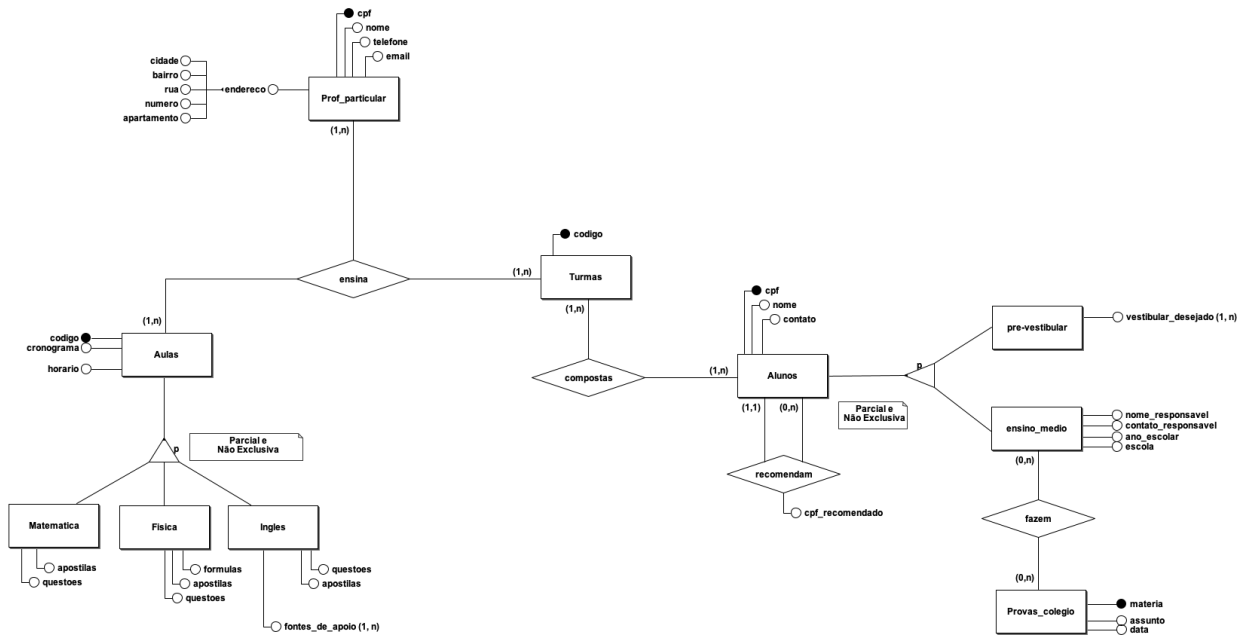 cpf
nome
telefone
email
cidade
bairro
rua
numero
apartamento
endereco
Prof_particular
(1,n)
ensina
(1,n)
codigo
Turmas
(1,n)
(1,n)
codigo
cronograma
horario
Aulas
p
Parcial e
Não Exclusiva
Matematica
apostilas
questoes
Fisica
formulas
apostilas
questoes
Ingles
questoes
apostilas
fontes_de_apoio (1, n)
compostas
(1,n)
cpf
nome
contato
Alunos
(1,1)
(0,n)
recomendam
cpf_recomendado
p
Parcial e
Não Exclusiva
pre-vestibular
vestibular_desejado (1, n)
ensino_medio
nome_responsavel
contato_responsavel
ano_escolar
escola
(0,n)
fazem
(0,n)
Provas_colegio
materia
assunto
data